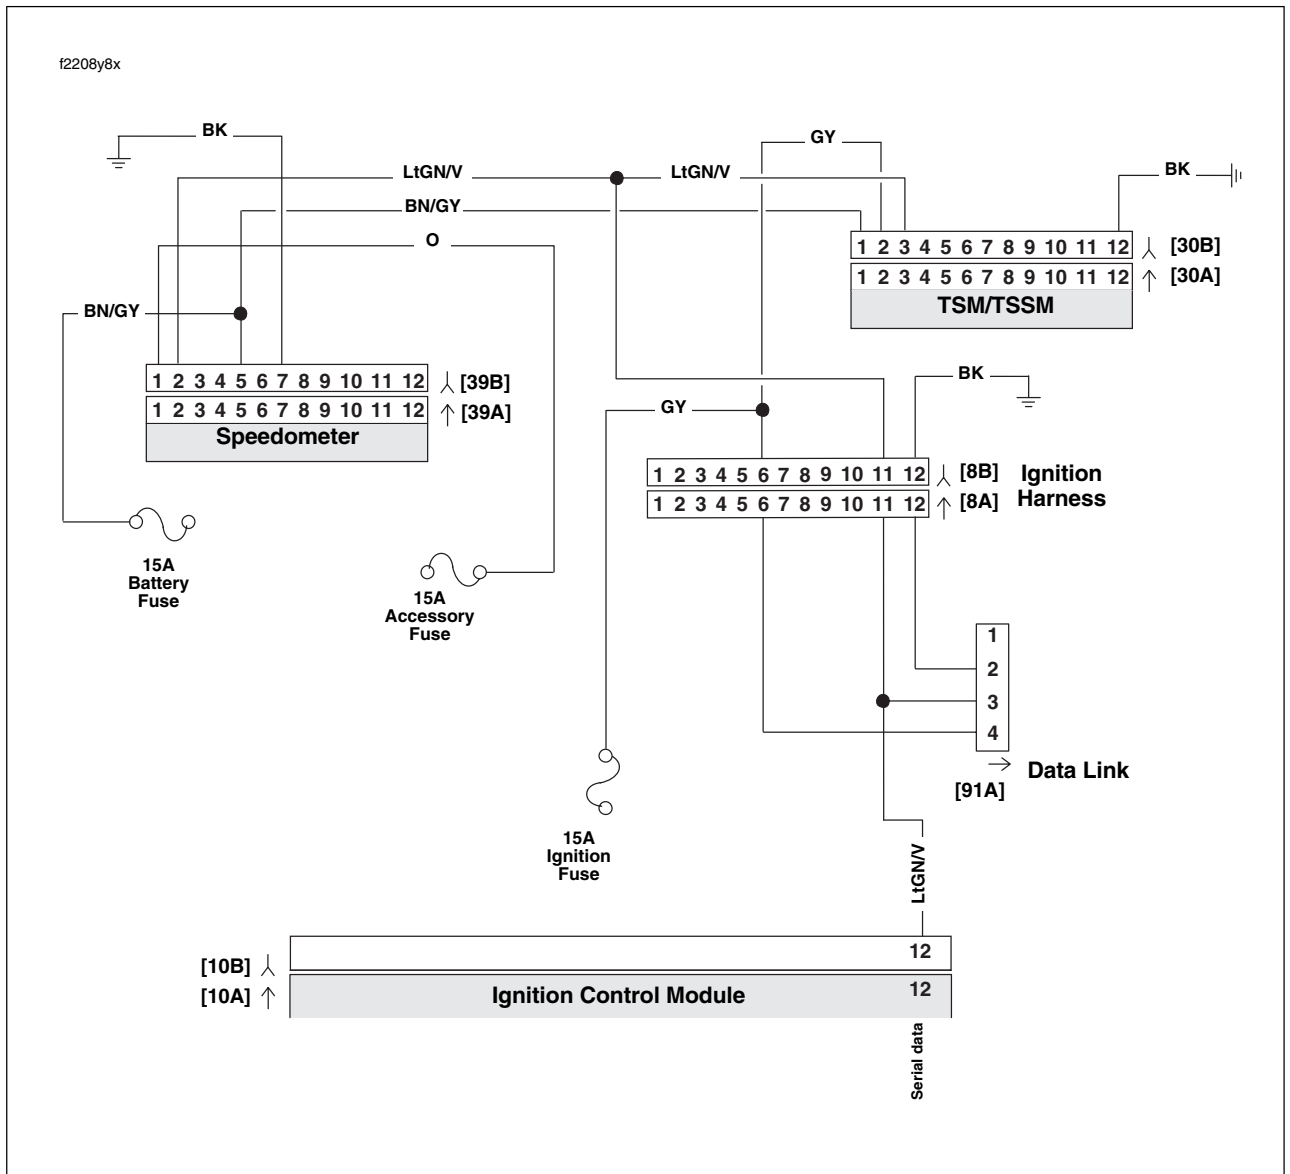 f2208y8x
BK
GY
LtGN/V
LtGN/V
BK
BN/GY
O
1 2 3 4 5 6 7 8 9 10 11 12
[30B]
1 2 3 4 5 6 7 8 9 10 11 12
[30A]
TSM/TSSM
BN/GY
1 2 3 4 5 6 7 8 9 10 11 12
[39B]
1 2 3 4 5 6 7 8 9 10 11 12
[39A]
Speedometer
BK
GY
1 2 3 4 5 6 7 8 9 10 11 12
[8B]
1 2 3 4 5 6 7 8 9 10 11 12
[8A]
Ignition
Harness
15A
Battery
Fuse
15A
Accessory
Fuse
1
2
3
4
Data Link
[91A]
15A
Ignition
Fuse
LtGN/V
[10B]
12
[10A]
Ignition Control Module
12
Serial data